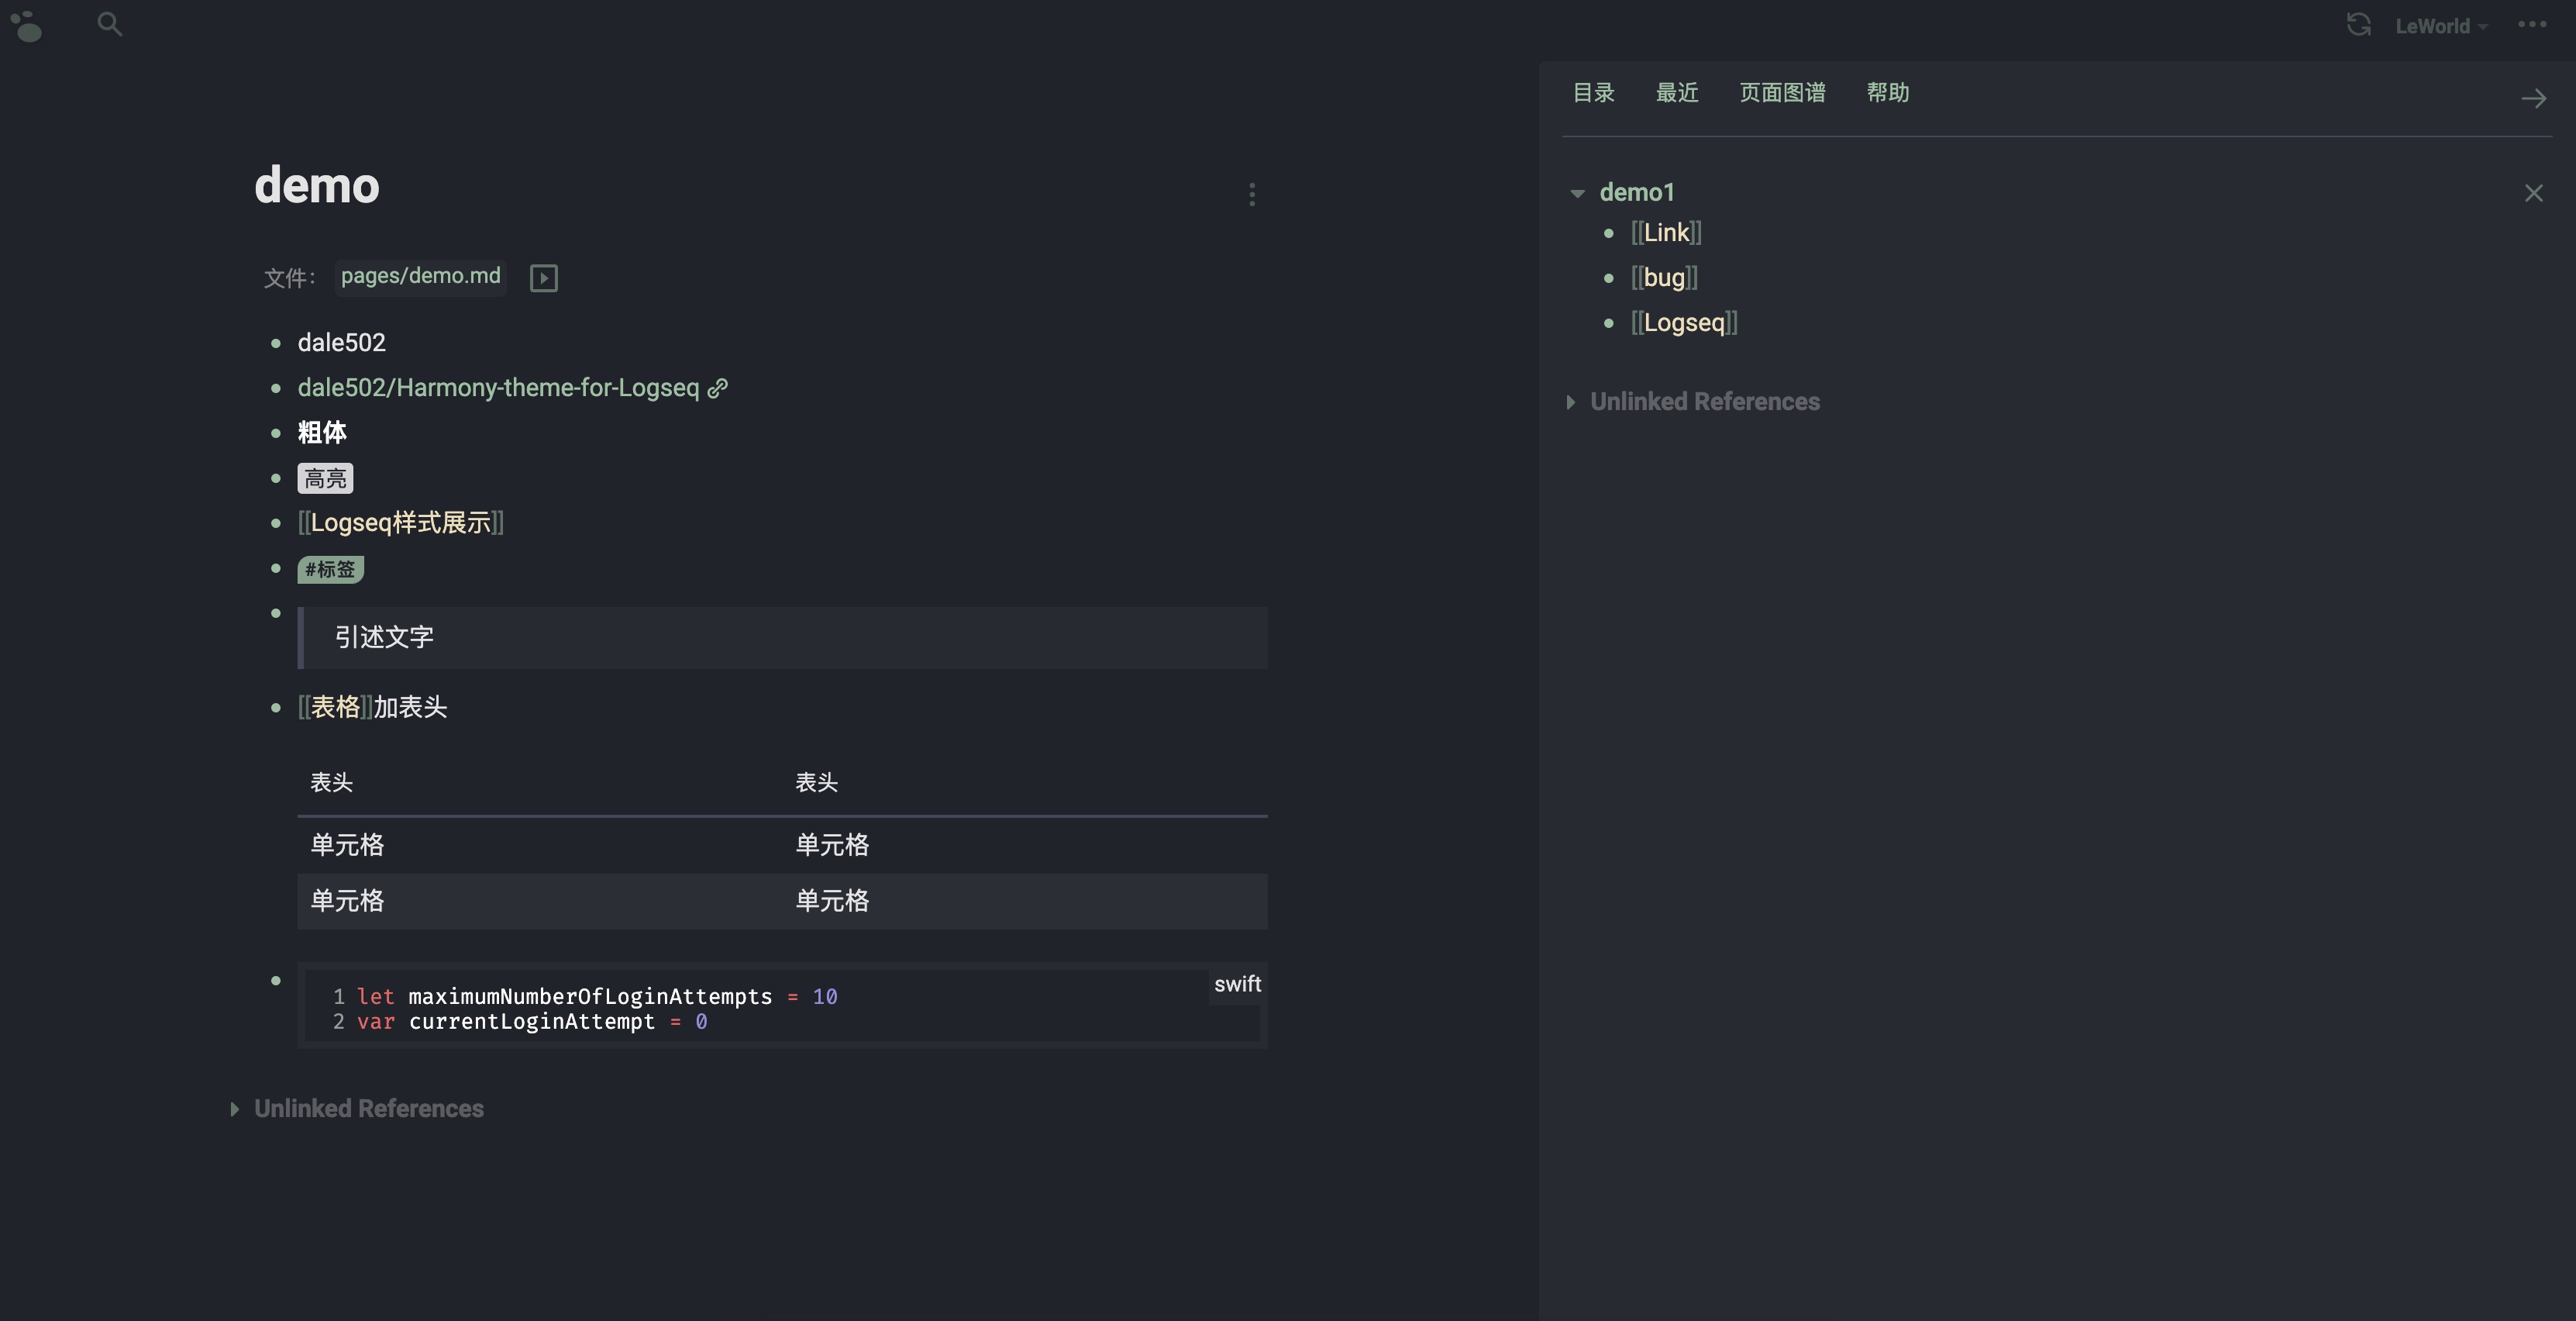 LeWorld
demo
文件： pages/demo.md
dale502
dale502/Harmony-theme-for-Logseq
粗体
高亮
[[Logseq样式展示]]
#标签
引述文字
[[表格]]加表头
表头 表头
单元格 单元格
单元格 单元格
swift
1 let maximumNumberOfLoginAttempts = 10
2 var currentLoginAttempt = 0
Unlinked References
目录 最近 页面图谱 帮助
demo1
[[Link]]
[[bug]]
[[Logseq]]
Unlinked References